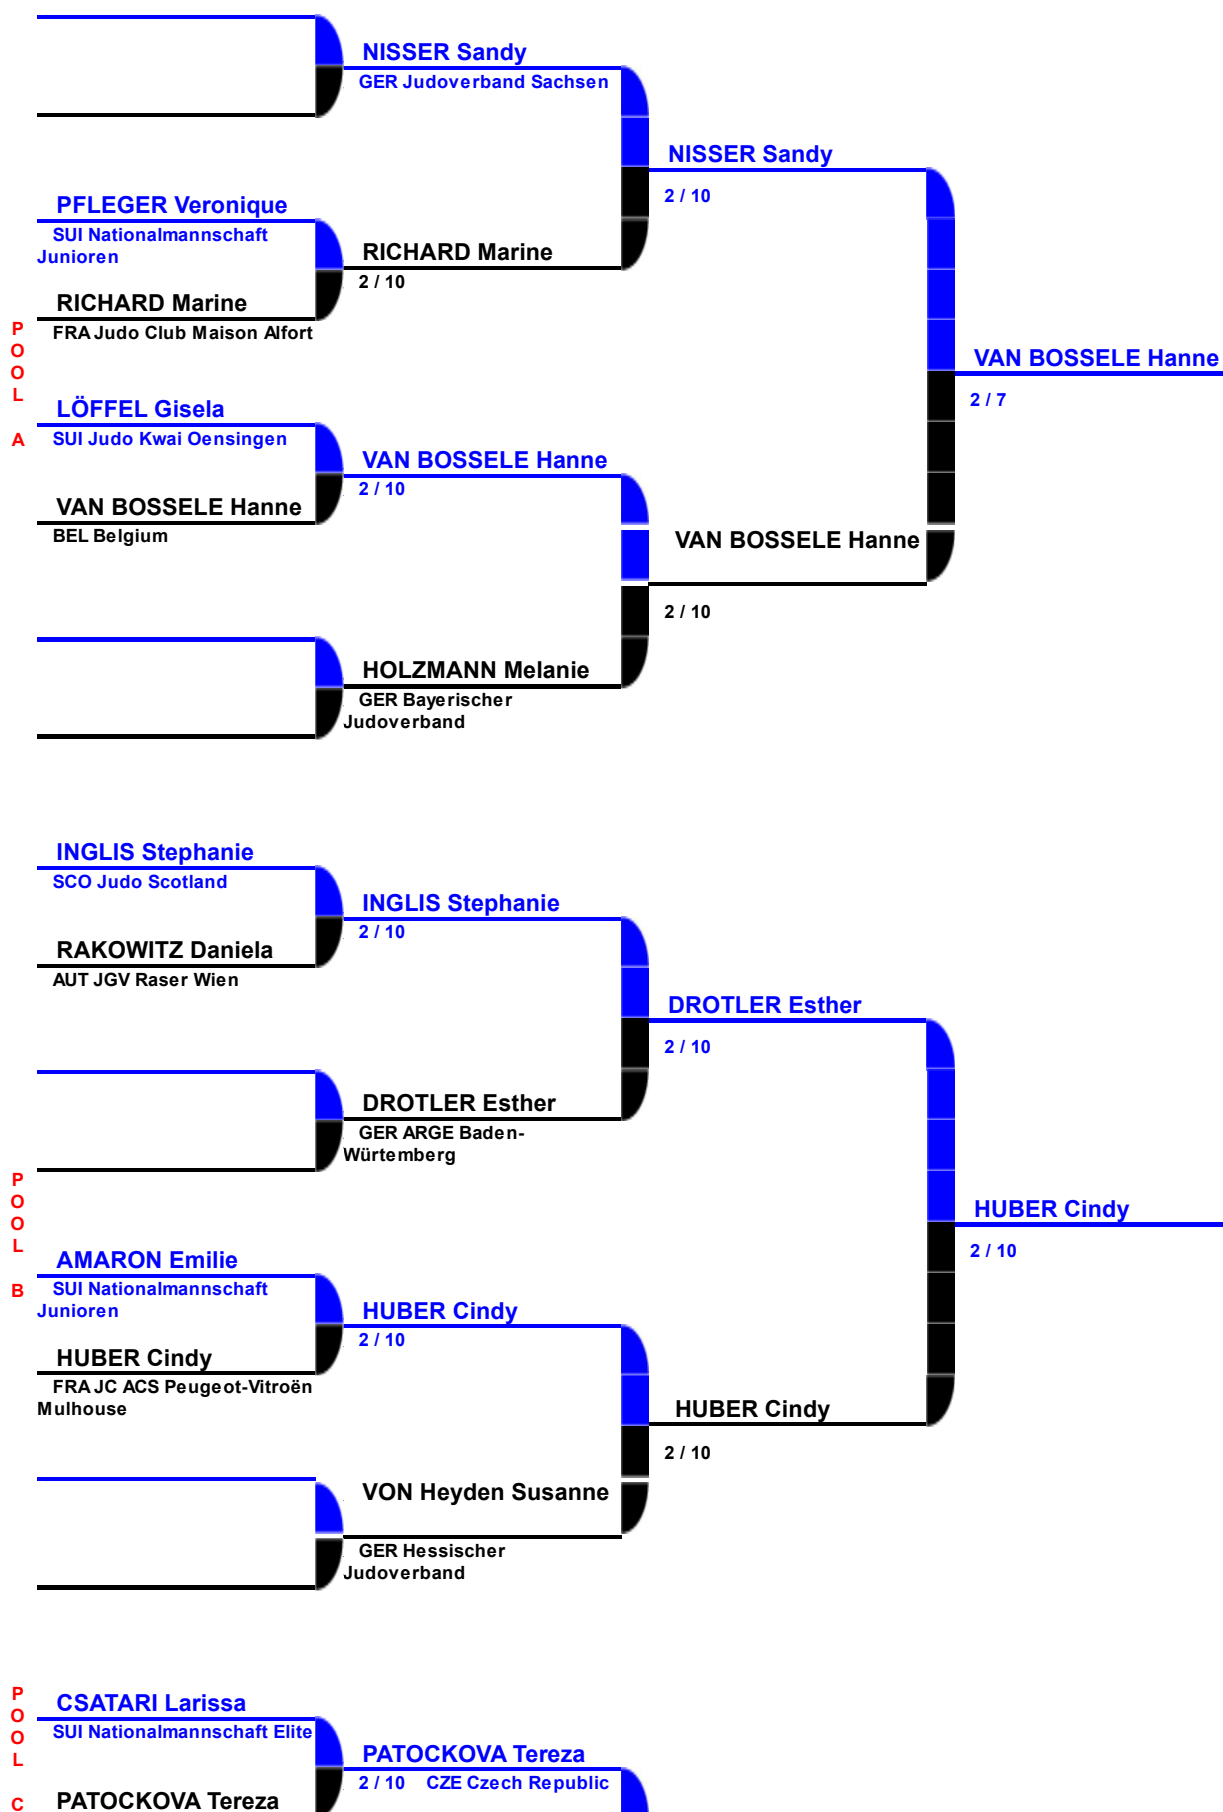 NISSER Sandy
GER Judoverband Sachsen
NISSER Sandy
2 / 10
PFLEGER Veronique
SUI Nationalmannschaft
Junioren
RICHARD Marine
2 / 10
RICHARD Marine
FRA Judo Club Maison Alfort
P
O
O
L
A
VAN BOSSELE Hanne
2 / 7
LÖFFEL Gisela
SUI Judo Kwai Oensingen
VAN BOSSELE Hanne
2 / 10
VAN BOSSELE Hanne
BEL Belgium
VAN BOSSELE Hanne
2 / 10
HOLZMANN Melanie
GER Bayerischer
Judoverband
INGLIS Stephanie
SCO Judo Scotland
INGLIS Stephanie
2 / 10
RAKOWITZ Daniela
AUT JGV Raser Wien
DROTLER Esther
2 / 10
DROTLER Esther
GER ARGE Baden-
Würtemberg
P
O
O
L
B
HUBER Cindy
2 / 10
AMARON Emilie
SUI Nationalmannschaft
Junioren
HUBER Cindy
2 / 10
HUBER Cindy
FRA JC ACS Peugeot-Vitroën
Mulhouse
HUBER Cindy
2 / 10
VON Heyden Susanne
GER Hessischer
Judoverband
P
O
O
L
C
CSATARI Larissa
SUI Nationalmannschaft Elite
PATOCKOVA Tereza
2 / 10 CZE Czech Republic
PATOCKOVA Tereza